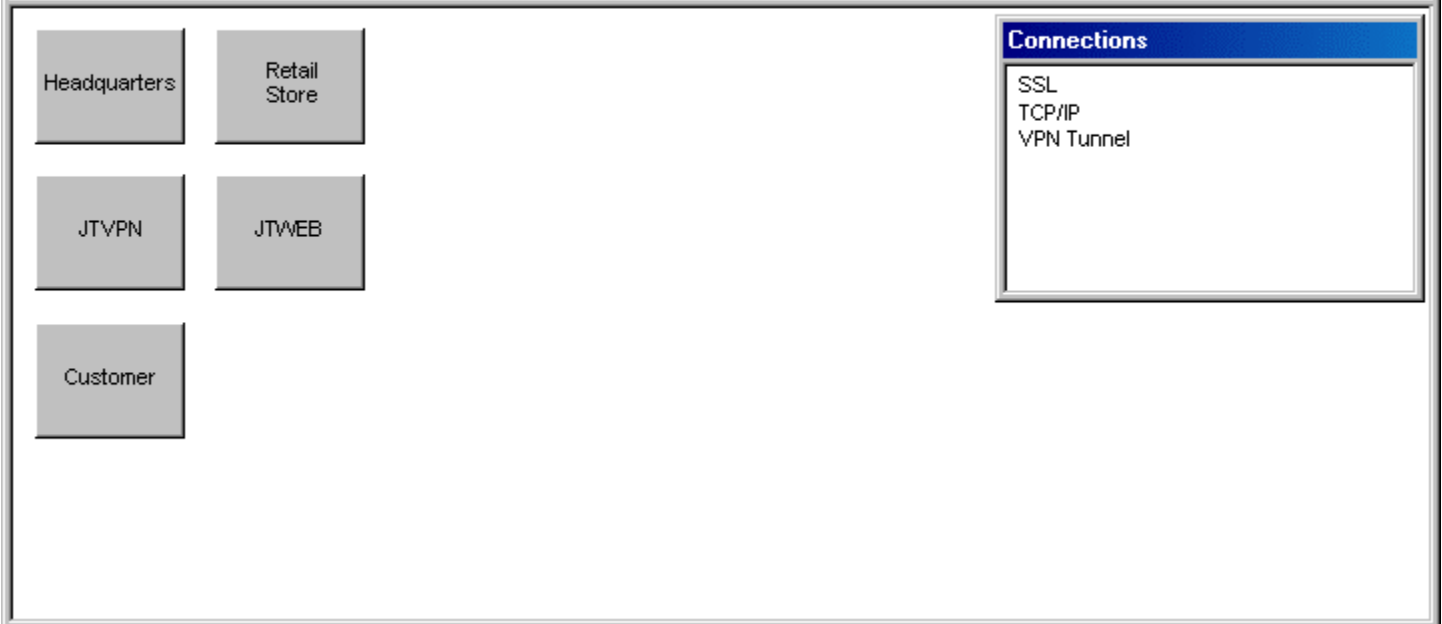 Headquarters
Retail
Store
Connections
SSL
TCP/IP
VPN Tunnel
JTVPN
JTWEB
Customer